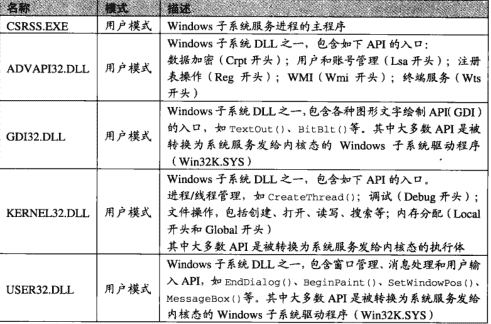 名称 模式 描述
CSRSS.EXE 用户模式 Windows 子系统服务进程的主程序
ADVAPI32.DLL 用户模式 Windows 子系统 DLL 之一，包含如下 API 的入口：
数据加密（Crpt 开头）；用户和账号管理（Lsa 开头）；注册
表操作（Reg 开头）；WMI（Wmi 开头）；终端服务（Wts
开头）
GDI32.DLL 用户模式 Windows 子系统 DLL 之一，包含各种图形文字绘制 API（GDI）
的入口，如 TextOut()、BitBlt()等。其中大多数 API 是被
转换为系统服务发给内核态的 Windows 子系统驱动程序
（Win32K.SYS）
KERNEL32.DLL 用户模式 Windows 子系统 DLL 之一，包含如下 API 的入口。
进程/线程管理，如 CreateThread()；调试（Debug 开头）；
文件操作，包括创建、打开、读写、搜索等；内存分配（Local
开头和 Global 开头）
其中大多数 API 是被转换为系统服务发给内核态的执行体
USER32.DLL 用户模式 Windows 子系统 DLL 之一，包含窗口管理、消息处理和用户输
入 API，如 EndDialog()、BeginPaint()、SetWindowPos()、
MessageBox()等。其中大多数 API 是被转换为系统服务发给
内核态的 Windows 子系统驱动程序（Win32K.SYS）